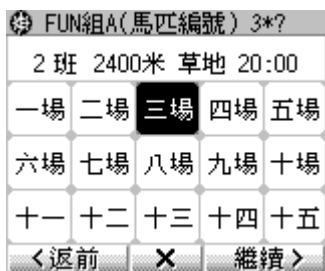 FUN組A(馬匹編號) 3*?
2班 2400米 草地 20:00
一場 二場 三場 四場 五場
六場 七場 八場 九場 十場
十一 十二 十三 十四 十五
<返前 X 繼續>